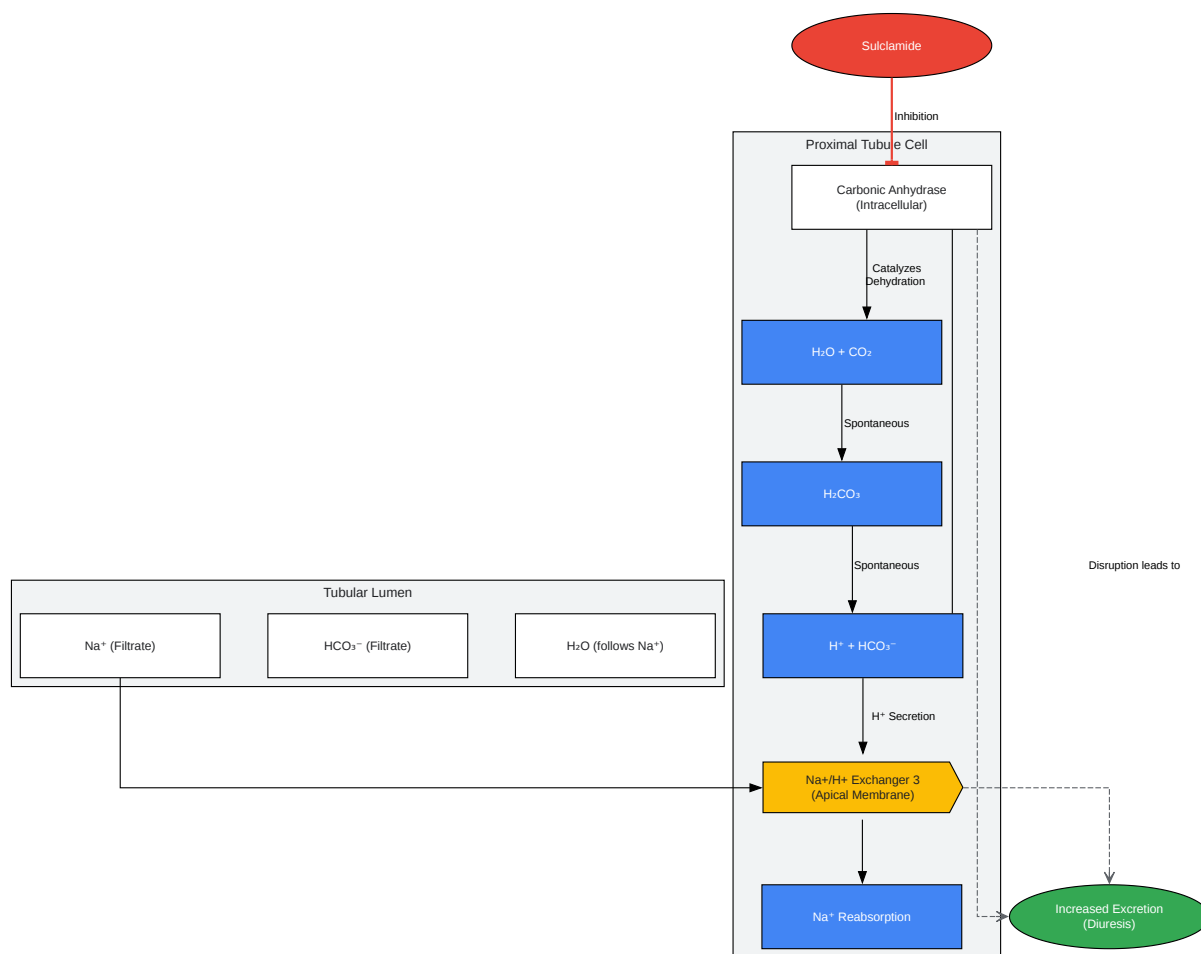 Sulclamide
Inhibition
Proximal Tubule Cell
Carbonic Anhydrase
(Intracellular)
Catalyzes
Dehydration
H₂O + CO₂
Spontaneous
H₂CO₃
Spontaneous
Disruption leads to
Tubular Lumen
Na⁺ (Filtrate)
HCO₃⁻ (Filtrate)
H₂O (follows Na⁺)
H⁺ + HCO₃⁻
H⁺ Secretion
Na+/H+ Exchanger 3
(Apical Membrane)
Na⁺ Reabsorption
Increased Excretion
(Diuresis)